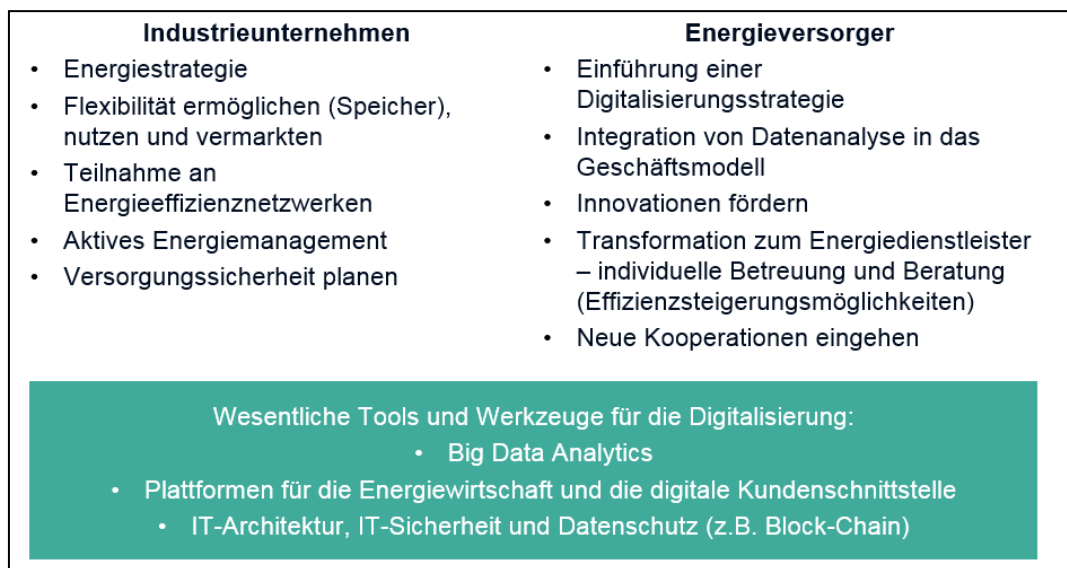 Industrieunternehmen
• Energiestrategie
• Flexibilität ermöglichen (Speicher),
nutzen und vermarkten
• Teilnahme an
Energieeffizienznetzwerken
• Aktives Energiemanagement
• Versorgungssicherheit planen
Energieversorger
• Einführung einer
Digitalisierungsstrategie
• Integration von Datenanalyse in das
Geschäftsmodell
• Innovationen fördern
• Transformation zum Energiedienstleister
– individuelle Betreuung und Beratung
(Effizienzsteigerungsmöglichkeiten)
• Neue Kooperationen eingehen
Wesentliche Tools und Werkzeuge für die Digitalisierung:
• Big Data Analytics
• Plattformen für die Energiewirtschaft und die digitale Kundenschnittstelle
• IT-Architektur, IT-Sicherheit und Datenschutz (z.B. Block-Chain)